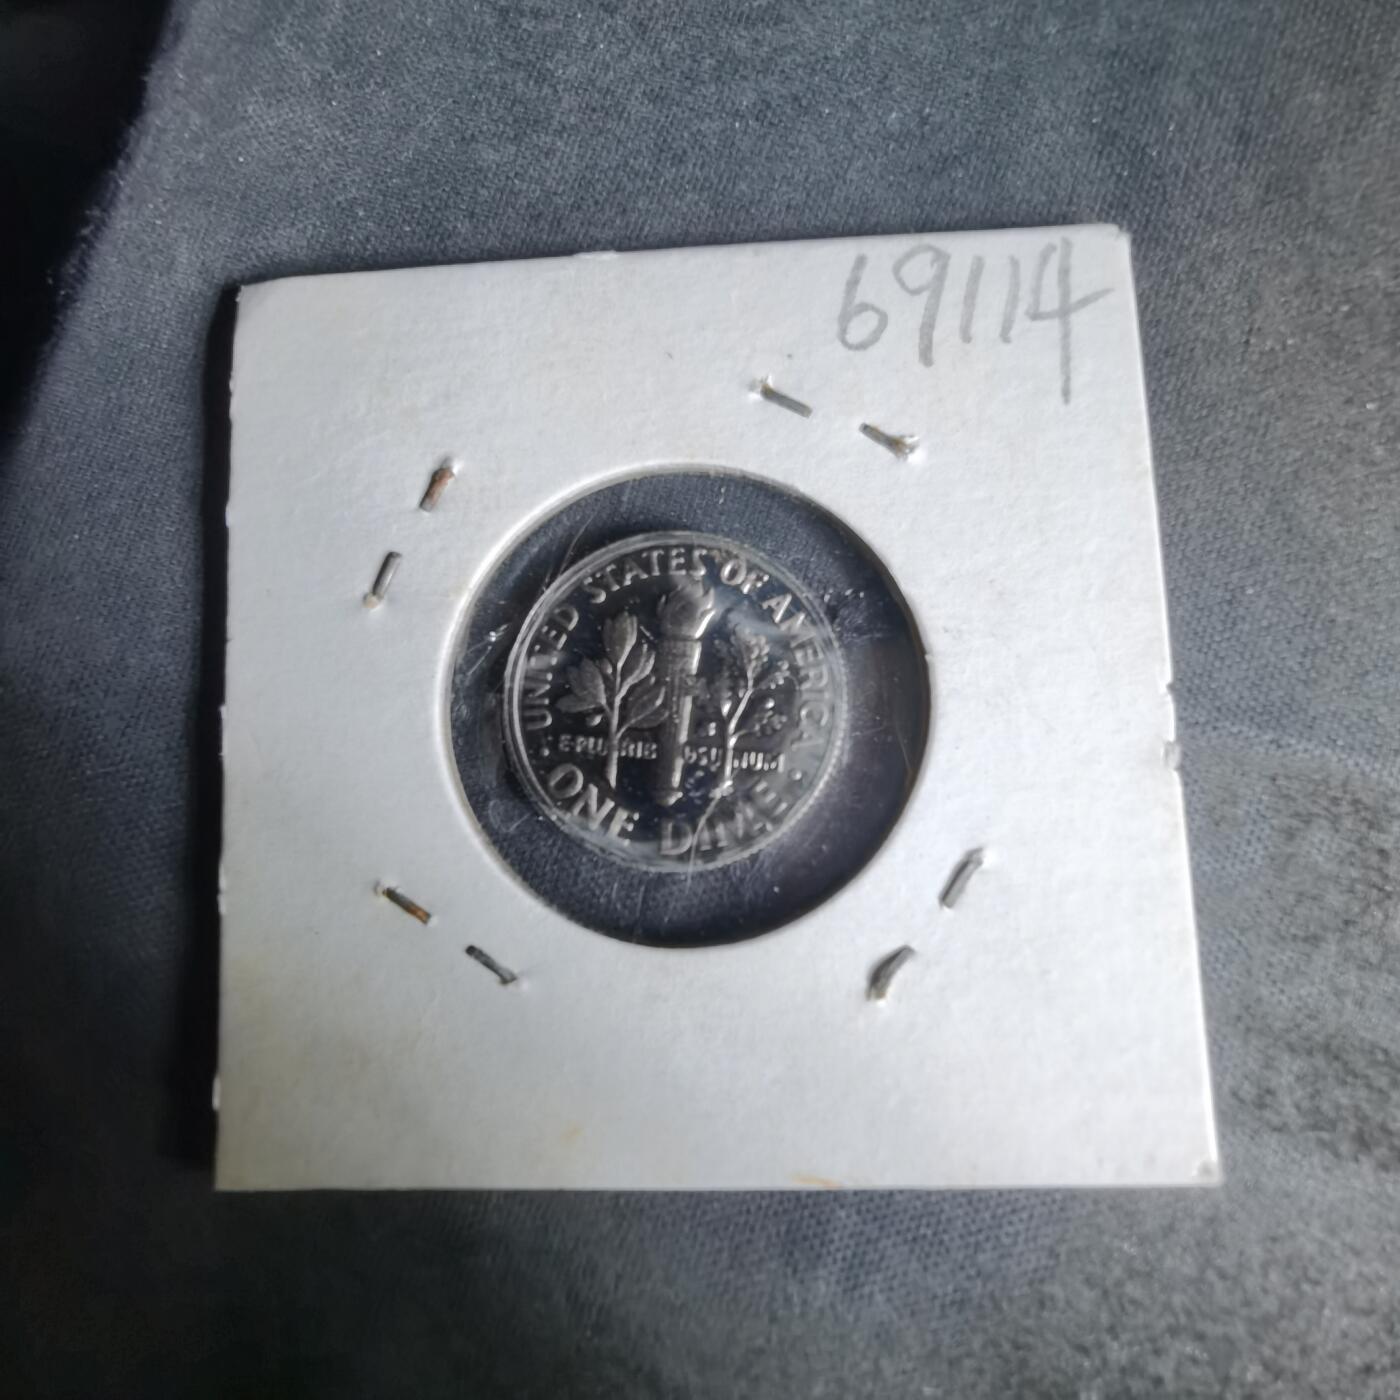 69114
UNITED STATES OF AMERICA
E PLURIBUS UNUM
ONE DIME